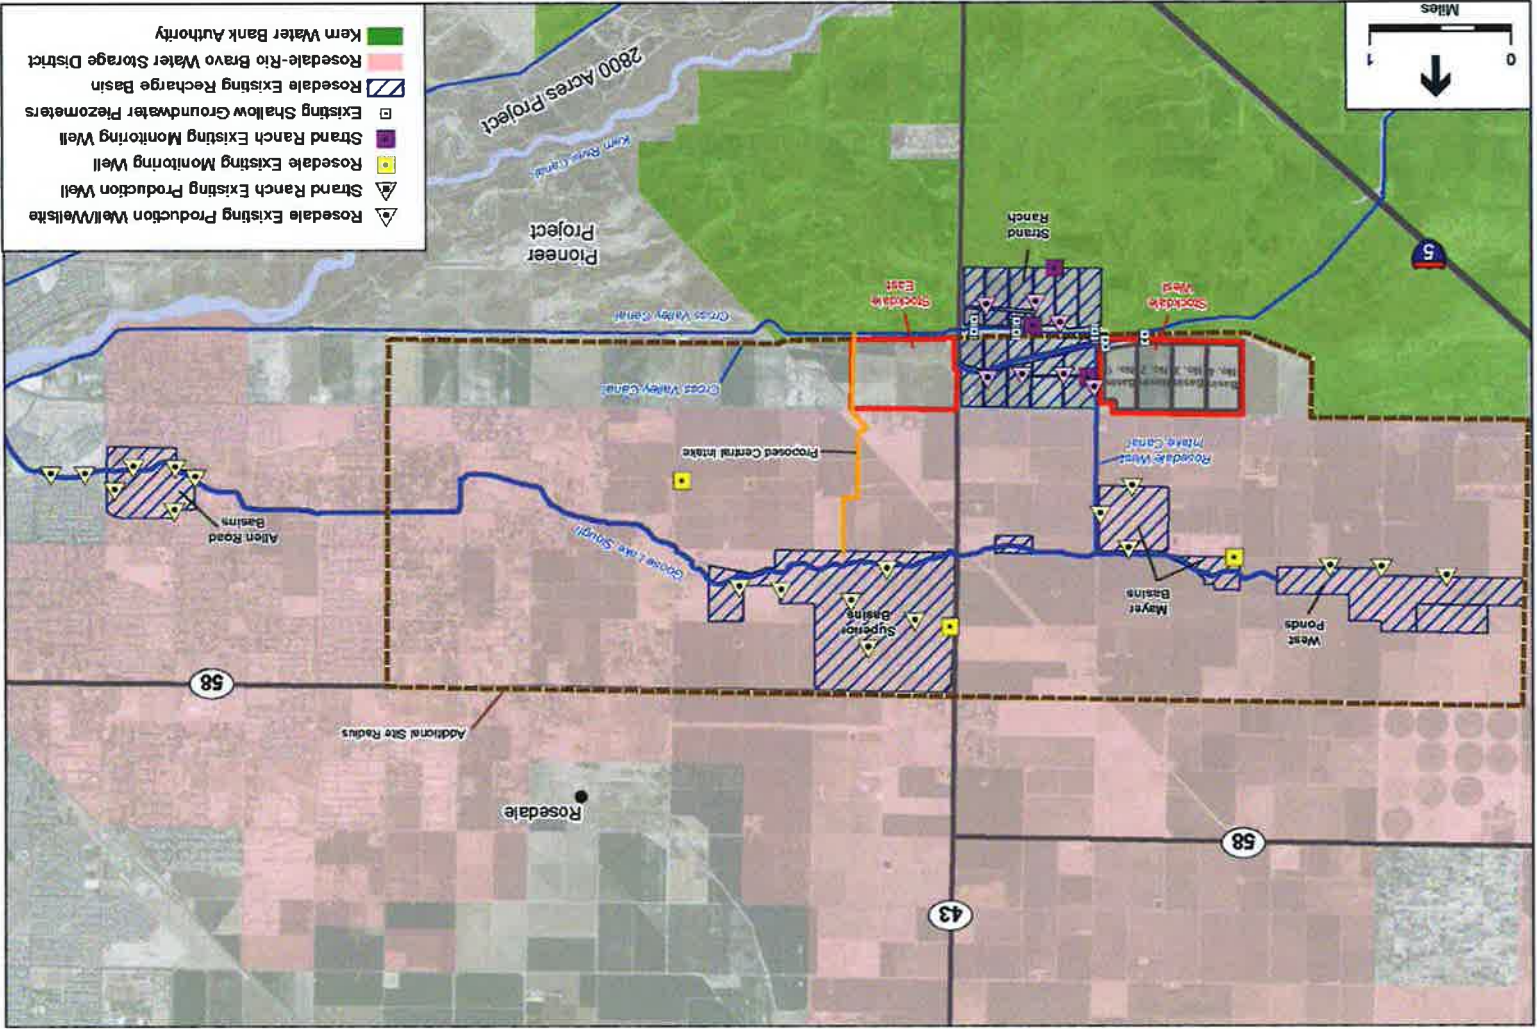 43
58
58
Rosedale
Additional Site Radius
West
Ponds
Mayer
Basins
Superior
Basins
Allen Road
Basins
Goose Lake Slough
Rosedale West
Intake Canal
Proposed Central Intake
Cross Valley Canal
Cross Valley Canal
Stockdale
West
Stockdale
East
Strand
Ranch
5
Pioneer
Project
Kern River Canal
2800 Acres Project
0 1
Miles
Rosedale Existing Production Well/Wellsite
Strand Ranch Existing Production Well
Rosedale Existing Monitoring Well
Strand Ranch Existing Monitoring Well
Existing Shallow Groundwater Piezometers
Rosedale Existing Recharge Basin
Rosedale-Rio-Bravo Water Storage District
Kern Water Bank Authority